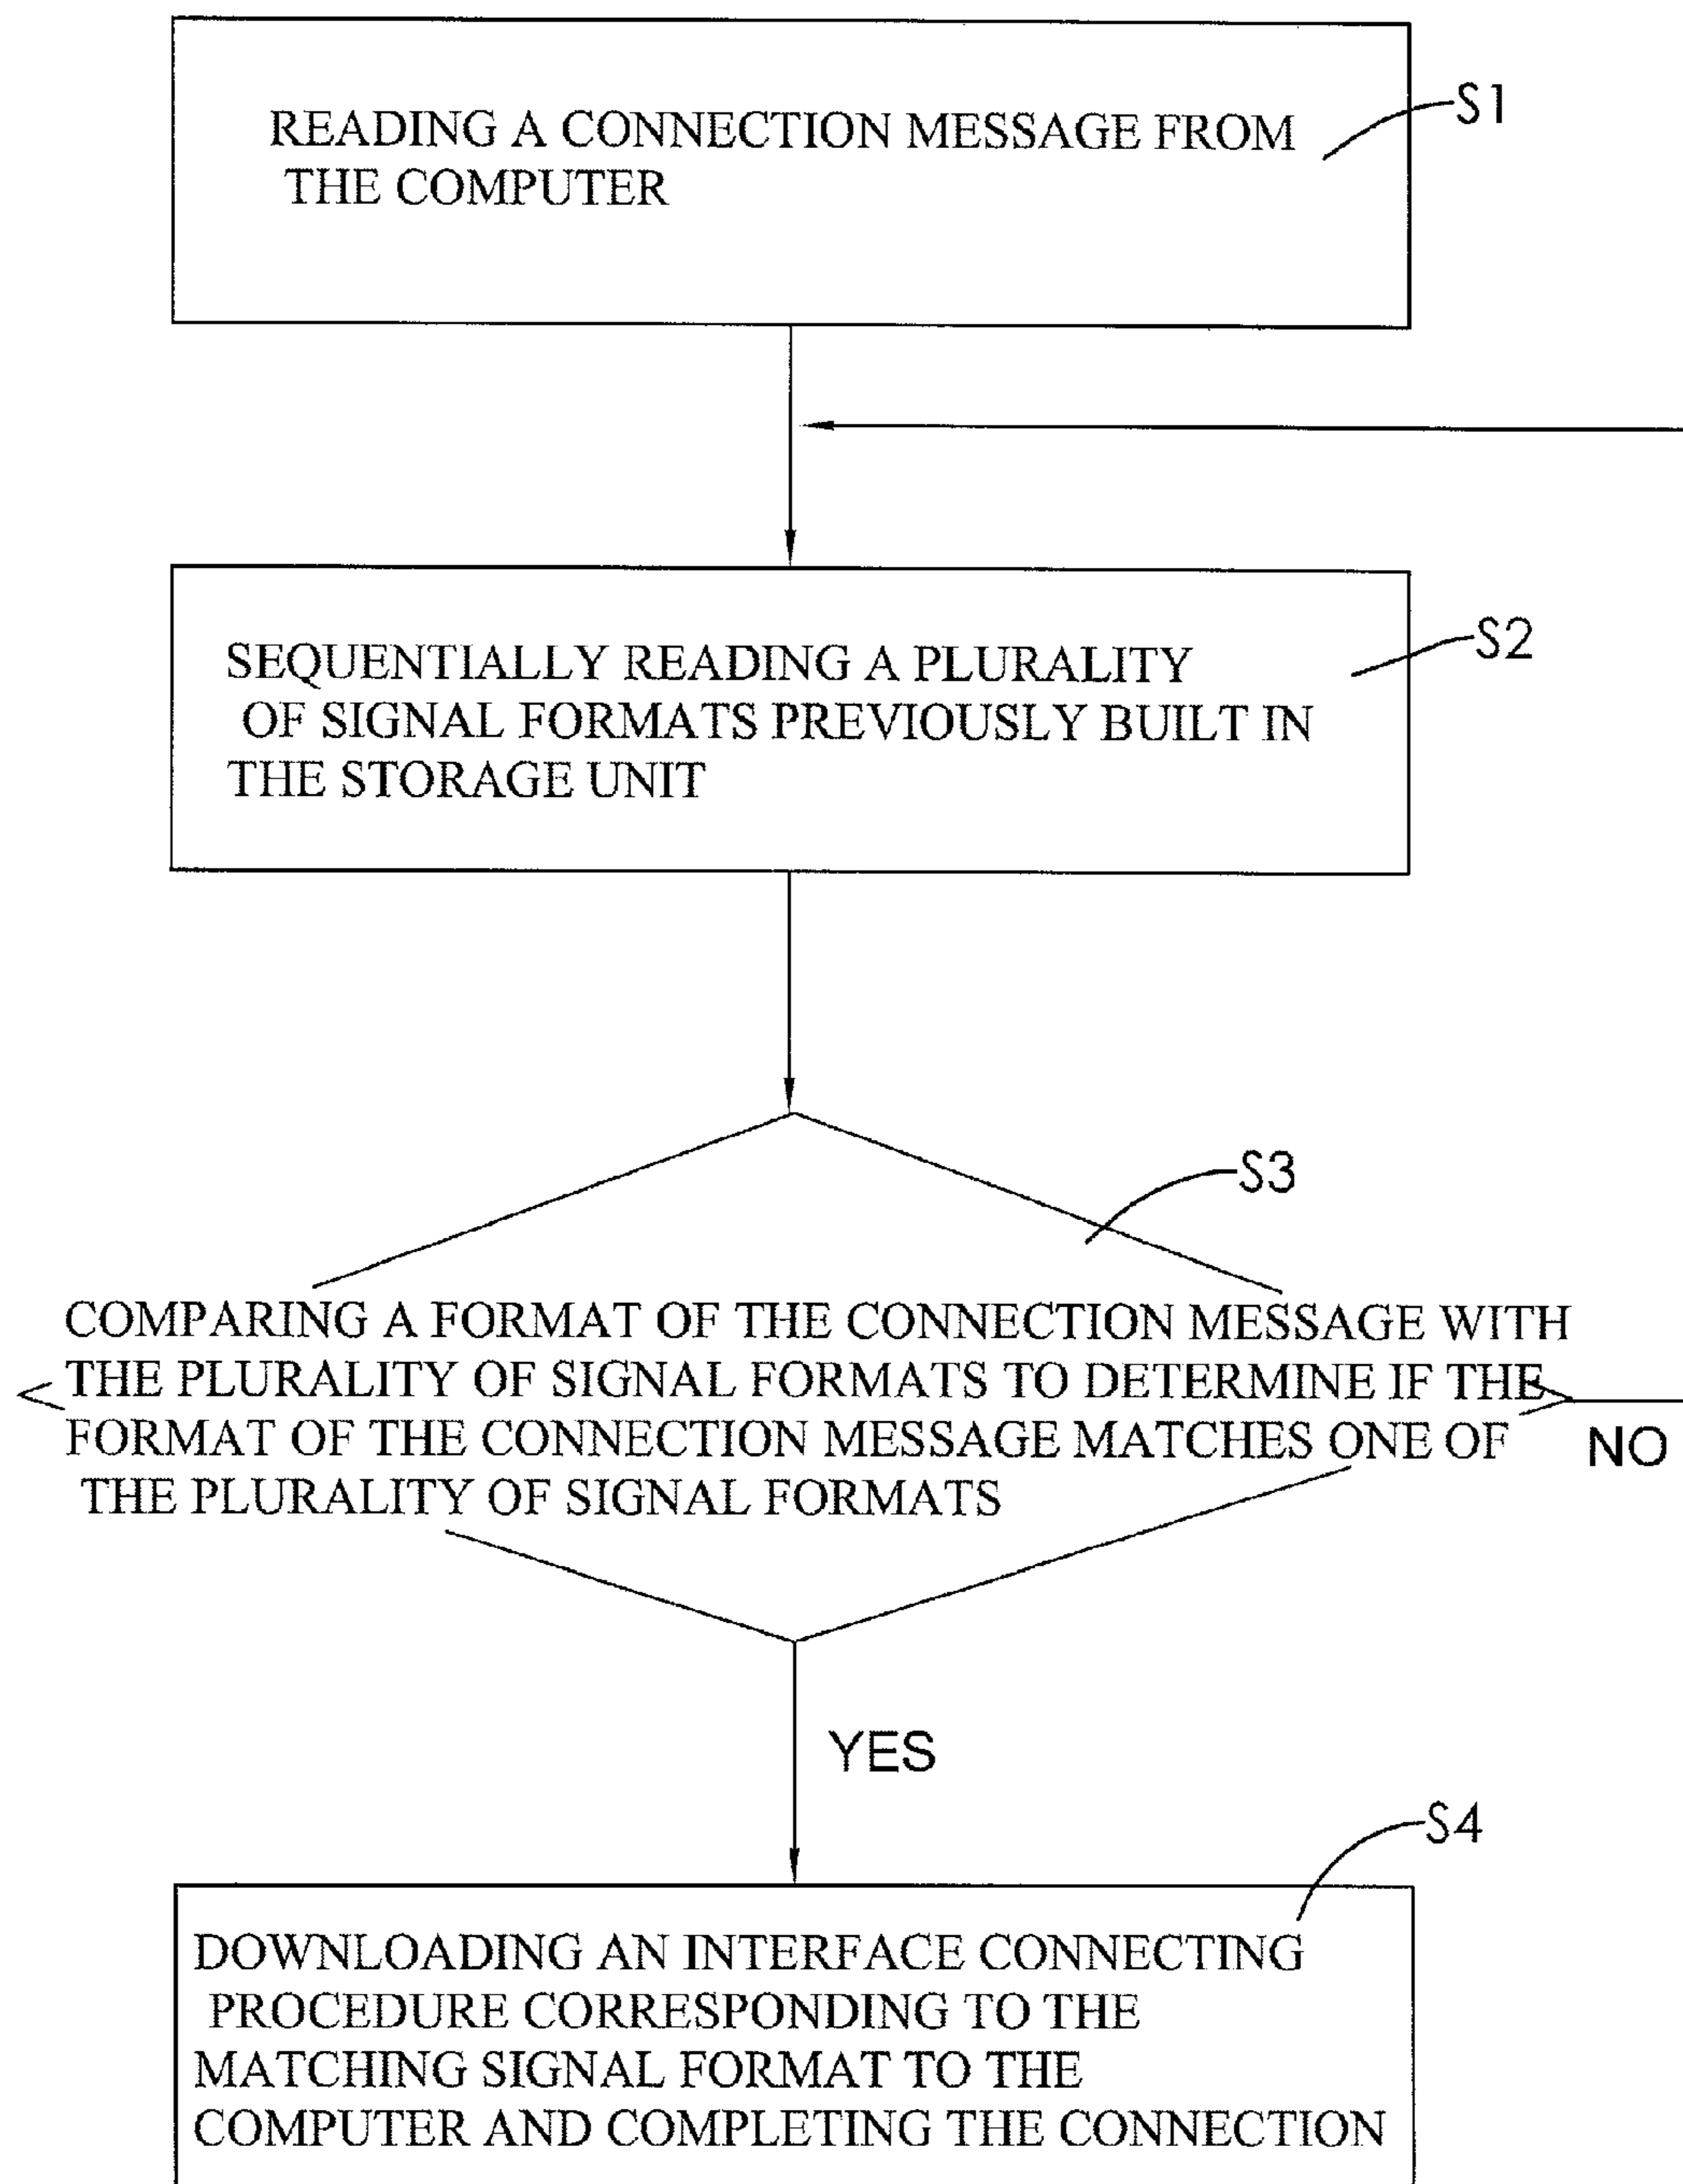 READING A CONNECTION MESSAGE FROM
THE COMPUTER
S1
SEQUENTIALLY READING A PLURALITY
OF SIGNAL FORMATS PREVIOUSLY BUILT IN
THE STORAGE UNIT
S2
S3
COMPARING A FORMAT OF THE CONNECTION MESSAGE WITH
THE PLURALITY OF SIGNAL FORMATS TO DETERMINE IF THE
FORMAT OF THE CONNECTION MESSAGE MATCHES ONE OF
THE PLURALITY OF SIGNAL FORMATS
NO
YES
S4
DOWNLOADING AN INTERFACE CONNECTING
PROCEDURE CORRESPONDING TO THE
MATCHING SIGNAL FORMAT TO THE
COMPUTER AND COMPLETING THE CONNECTION